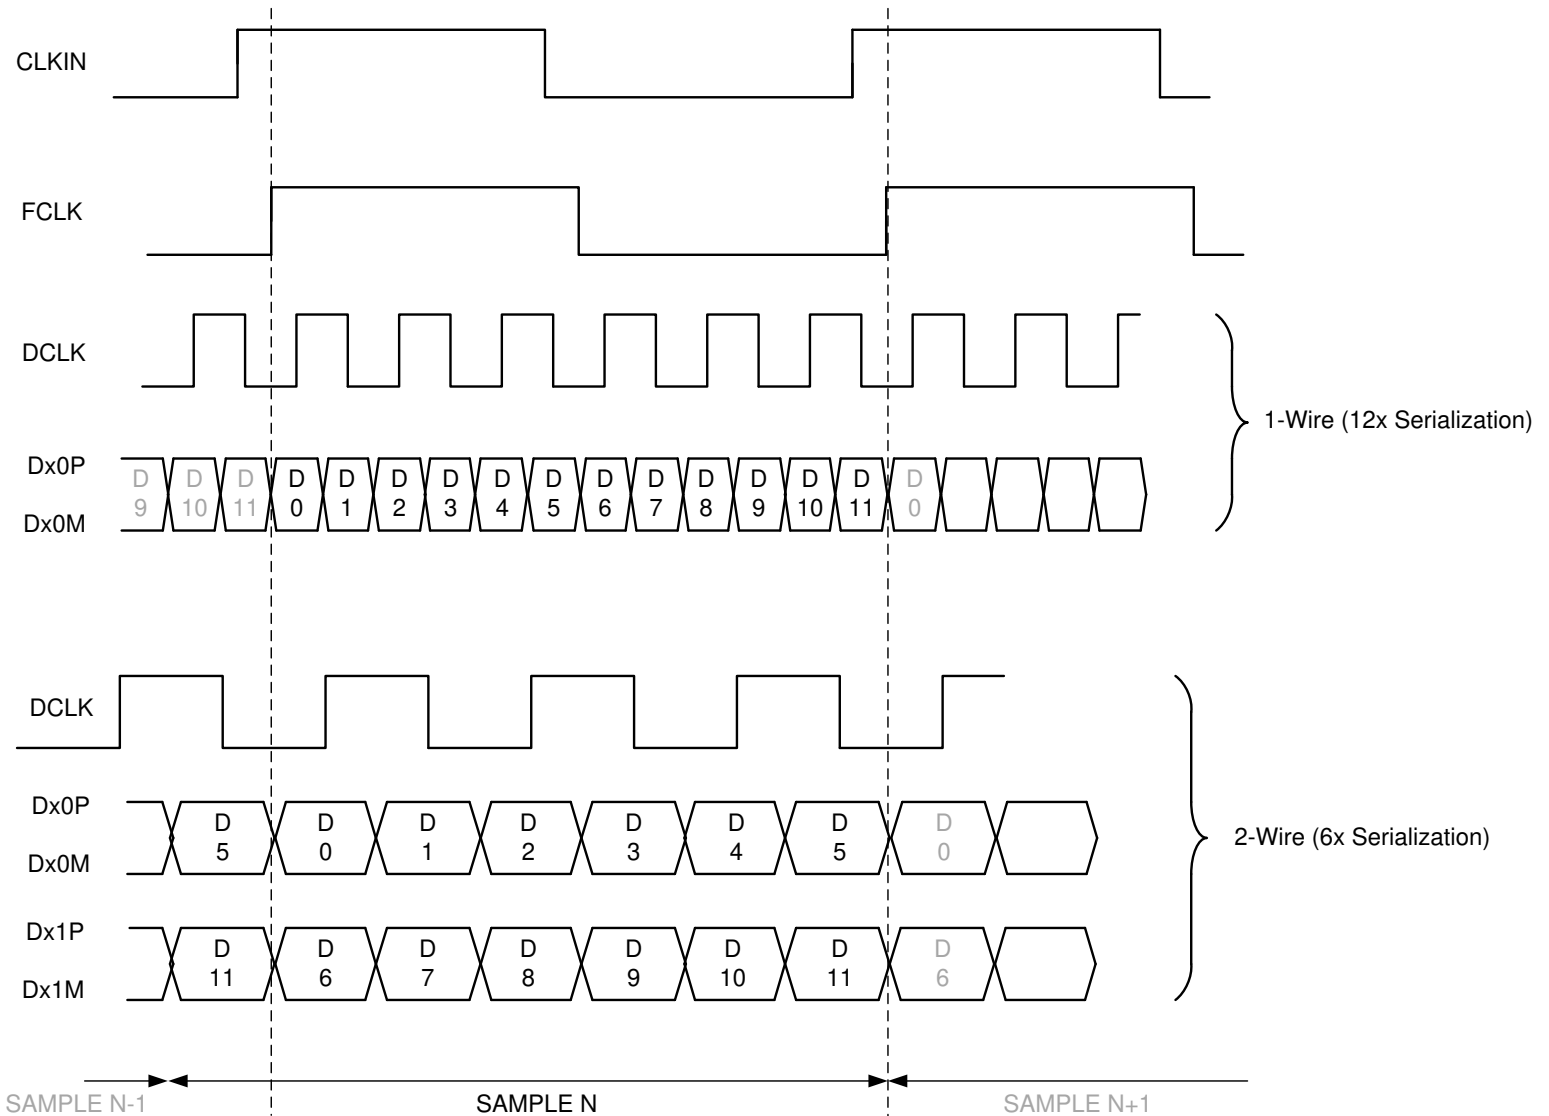 CLKIN
FCLK
DCLK
1-Wire (12x Serialization)
Dx0P
D D D D D D D D D D D D D D D D
9 10 11 0 1 2 3 4 5 6 7 8 9 10 11 0
Dx0M
DCLK
Dx0P
D D D D D D D D
5 0 1 2 3 4 5 0
2-Wire (6x Serialization)
Dx0M
Dx1P
D D D D D D D D
11 6 7 8 9 10 11 6
Dx1M
SAMPLE N-1 SAMPLE N SAMPLE N+1